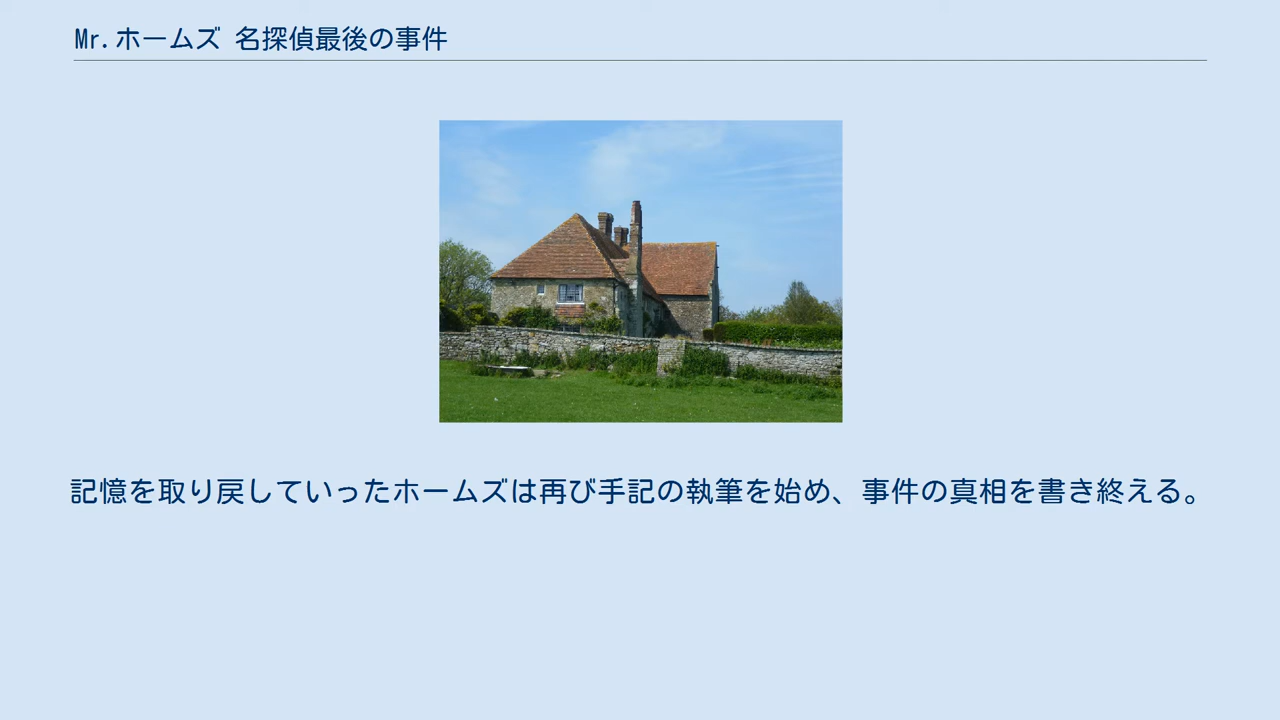 Mr.ホームズ 名探偵最後の事件
記憶を取り戻していったホームズは再び手記の執筆を始め、事件の真相を書き終える。